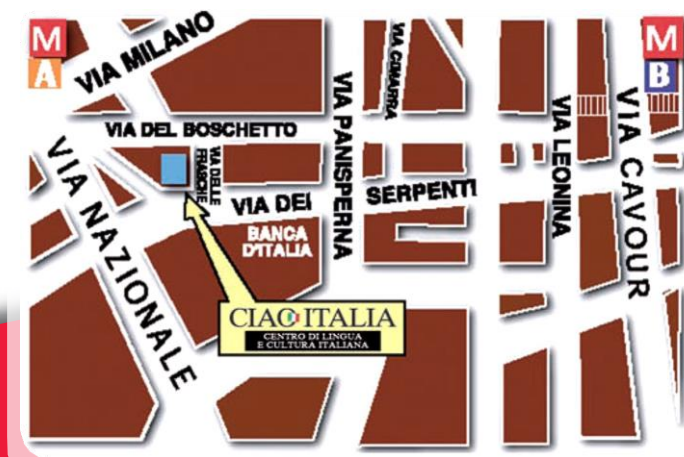 M
A
VIA MILANO
VIA DEL BOSCHETTO
VIA NAZIONALE
VIA DELLE
FRASCHE
VIA DEI SERPENTI
BANCA
D'ITALIA
VIA PANISPERNA
VIA CIMARRA
VIA LEONINA
VIA CAVOUR
M
B
CIAO ITALIA
CENTRO DI LINGUA
E CULTURA ITALIANA